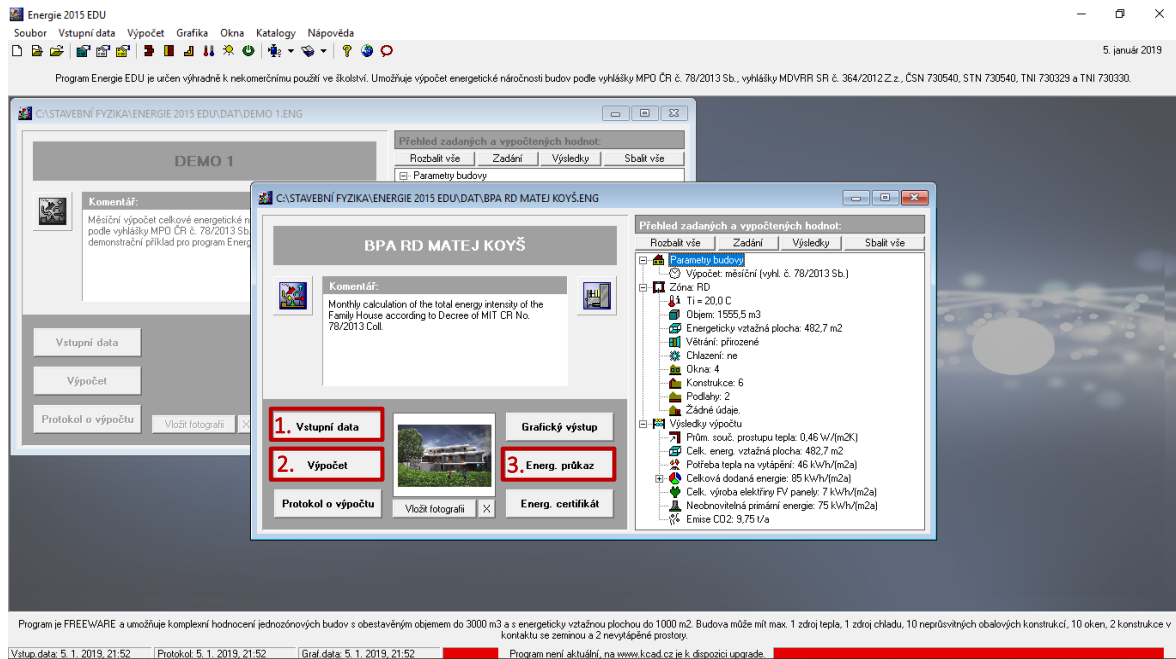 Energie 2015 EDU
Soubor Vstupní data Výpočet Grafika Okna Katalogy Nápověda
5. január 2019
Program Energie EDU je určen výhradně k nekomerčnímu použití ve školství. Umožňuje výpočet energetické náročnosti budov podle vyhlášky MPO ČR č. 78/2013 Sb., vyhlášky MDVRR SR č. 364/2012 Z.z., ČSN 730540, STN 730540, TNI 730329 a TNI 730330.
C:\STAVEBNÍ FYZIKA\ENERGIE 2015 EDU\DAT\DEMO 1.ENG
DEMO 1
Komentář:
Měsíční výpočet celkové energetické n
podle vyhlášky MPO ČR č. 78/2013 Sb.
demonstrační příklad pro program Energ
Přehled zadaných a vypočtených hodnot:
Rozbalit vše Zadání Výsledky Sbalit vše
Parametry budovy
Vstupní data
Výpočet
Protokol o výpočtu
Vložit fotografii X
C:\STAVEBNÍ FYZIKA\ENERGIE 2015 EDU\DAT\BPA RD MATEJ KOYŠ.ENG
BPA RD MATEJ KOYŠ
Komentář:
Monthly calculation of the total energy intensity of the
Family House according to Decree of MIT CR No.
78/2013 Coll.
1. Vstupní data
2. Výpočet
Protokol o výpočtu
Vložit fotografii X
Grafický výstup
3. Energ. průkaz
Energ. certifikát
Přehled zadaných a vypočtených hodnot:
Rozbalit vše Zadání Výsledky Sbalit vše
Parametry budovy
Výpočet: měsíční (vyhl. č. 78/2013 Sb.)
Zóna: RD
Ti = 20,0 C
Objem: 1555,5 m3
Energeticky vztažná plocha: 482,7 m2
Větrání: přirozené
Chlazení: ne
Okna: 4
Konstrukce: 6
Podlahy: 2
Žádné údaje.
Výsledky výpočtu
Prům. souč. prostupu tepla: 0,46 W/(m2K)
Celk. energ. vztažná plocha: 482,7 m2
Potřeba tepla na vytápění: 46 kWh/(m2a)
Celková dodaná energie: 85 kWh/(m2a)
Celk. výroba elektřiny FV panely: 7 kWh/(m2a)
Neobnovitelná primární energie: 75 kWh/(m2a)
Emise CO2: 9,75 t/a
Program je FREEWARE a umožňuje komplexní hodnocení jednozónových budov s obestavěným objemem do 3000 m3 a s energeticky vztažnou plochou do 1000 m2. Budova může mít max. 1 zdroj tepla, 1 zdroj chladu, 10 neprůsvitných obalových konstrukcí, 10 oken, 2 konstrukce v
kontaktu se zeminou a 2 nevytápěné prostory.
Vstup.data: 5. 1. 2019, 21:52 Protokol: 5. 1. 2019, 21:52 Graf.data: 5. 1. 2019, 21:52 Program není aktuální, na www.kcad.cz je k dispozici upgrade.